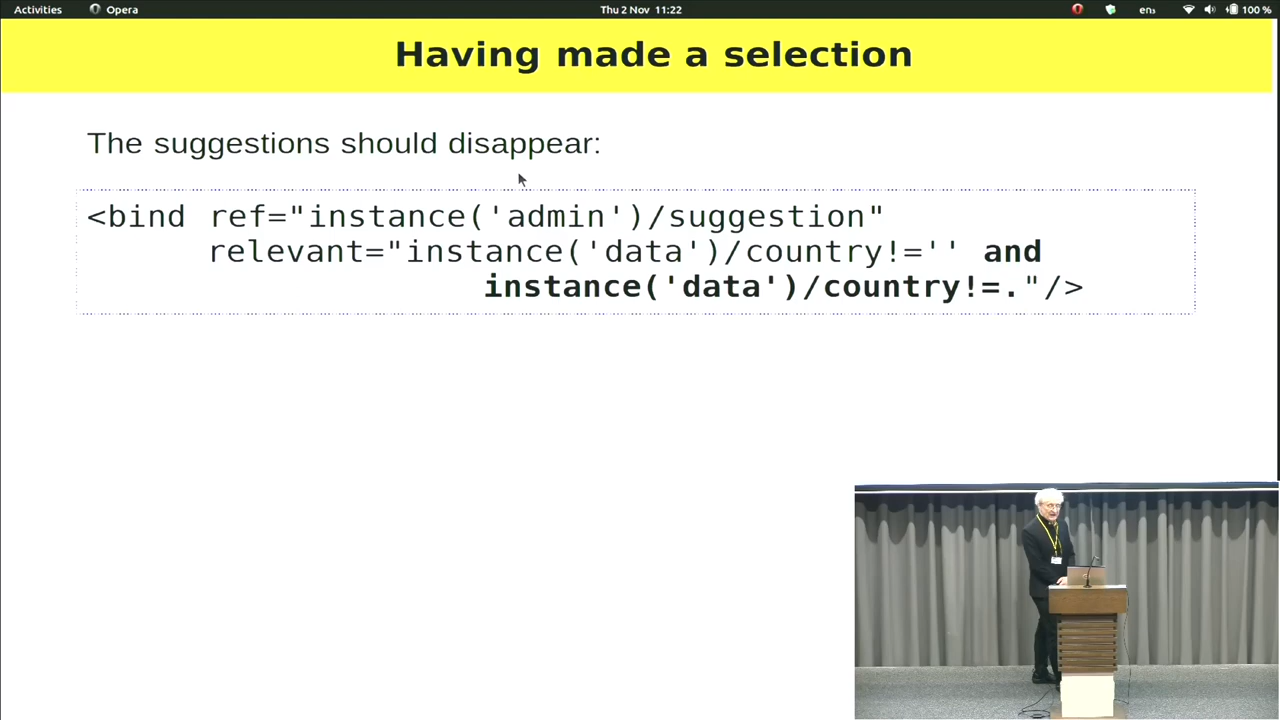 Activities Opera Thu 2 Nov 11:22 en₃ 100 %
Having made a selection
The suggestions should disappear:
<bind ref="instance('admin')/suggestion"
relevant="instance('data')/country!='' and
instance('data')/country!=."/>